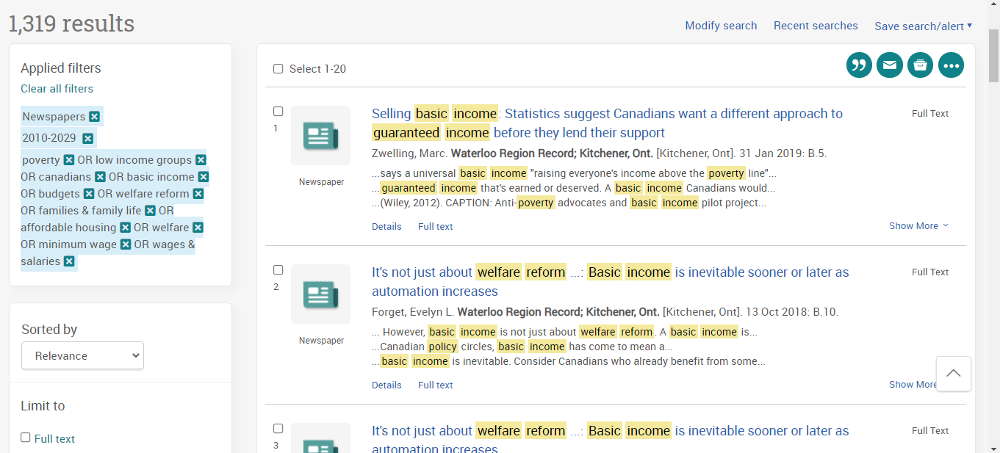 1,319 results
Modify search
Recent searches
Save search/alert
Applied filters
Clear all filters
Newspapers
2010-2029
poverty OR low income groups
OR canadians OR basic income
OR budgets OR welfare reform
OR families & family life OR
affordable housing OR welfare
OR minimum wage OR wages &
salaries
Sorted by
Relevance
Limit to
Full text
Select 1-20
1
Newspaper
Selling basic income: Statistics suggest Canadians want a different approach to
guaranteed income before they lend their support
Full Text
Zwelling, Marc. Waterloo Region Record; Kitchener, Ont. [Kitchener, Ont]. 31 Jan 2019: B.5.
...says a universal basic income "raising everyone's income above the poverty line"...
...guaranteed income that's earned or deserved. A basic income Canadians would...
...(Wiley, 2012). CAPTION: Anti-poverty advocates and basic income pilot project...
Details
Full text
Show More
2
Newspaper
It's not just about welfare reform ...: Basic income is inevitable sooner or later as
automation increases
Full Text
Forget, Evelyn L. Waterloo Region Record; Kitchener, Ont. [Kitchener, Ont]. 13 Oct 2018: B.10.
... However, basic income is not just about welfare reform. A basic income is...
...Canadian policy circles, basic income has come to mean a...
...basic income is inevitable. Consider Canadians who already benefit from some...
Details
Full text
Show More
3
It's not just about welfare reform ...: Basic income is inevitable sooner or later as
automation increases
Full Text